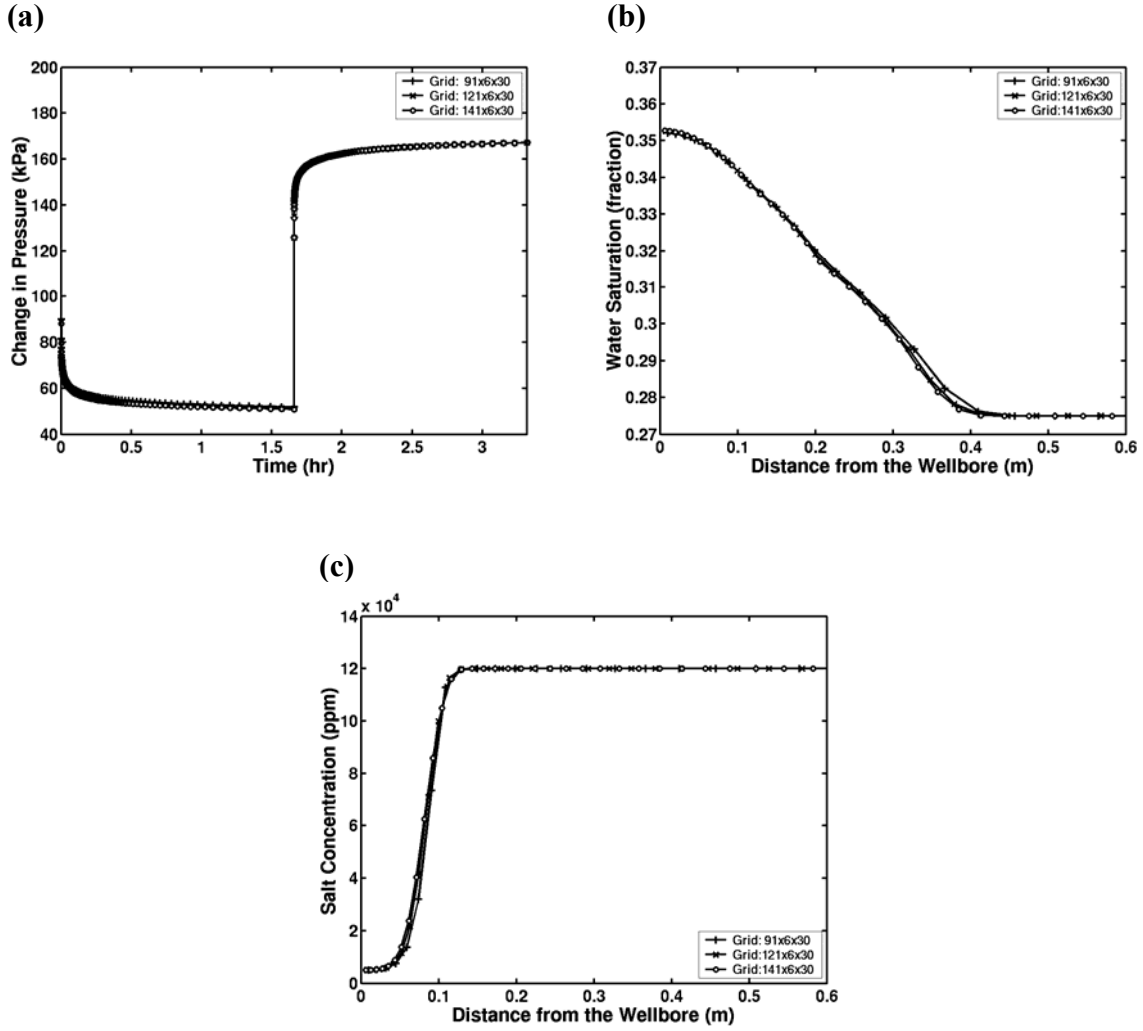 (a)
200
180
160
140
120
100
80
60
40
0
0.5
1
1.5
2
2.5
3
Change in Pressure (kPa)
Time (hr)
Grid: 91x6x30
Grid: 121x6x30
Grid: 141x6x30
(b)
0.37
0.36
0.35
0.34
0.33
0.32
0.31
0.3
0.29
0.28
0.27
0
0.1
0.2
0.3
0.4
0.5
0.6
Water Saturation (fraction)
Distance from the Wellbore (m)
Grid: 91x6x30
Grid:121x6x30
Grid:141x6x30
(c)
x 10⁴
14
12
10
8
6
4
2
0
0
0.1
0.2
0.3
0.4
0.5
0.6
Salt Concentration (ppm)
Distance from the Wellbore (m)
Grid: 91x6x30
Grid:121x6x30
Grid:141x6x30